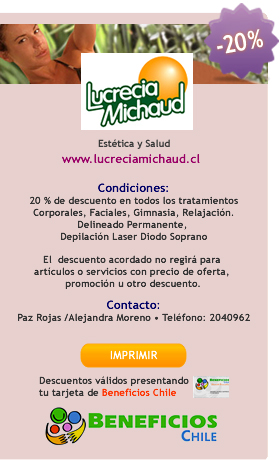 -20%
Lucrecia
Michaud
Estética y Salud
www.lucreciamichaud.cl
Condiciones:
20 % de descuento en todos los tratamientos
Corporales, Faciales, Gimnasia, Relajación.
Delineado Permanente,
Depilación Laser Diodo Soprano
El descuento acordado no regirá para
artículos o servicios con precio de oferta,
promoción u otro descuento.
Contacto:
Paz Rojas /Alejandra Moreno • Teléfono: 2040962
IMPRIMIR
Descuentos válidos presentando
tu tarjeta de Beneficios Chile
BENEFICIOS
CHILE